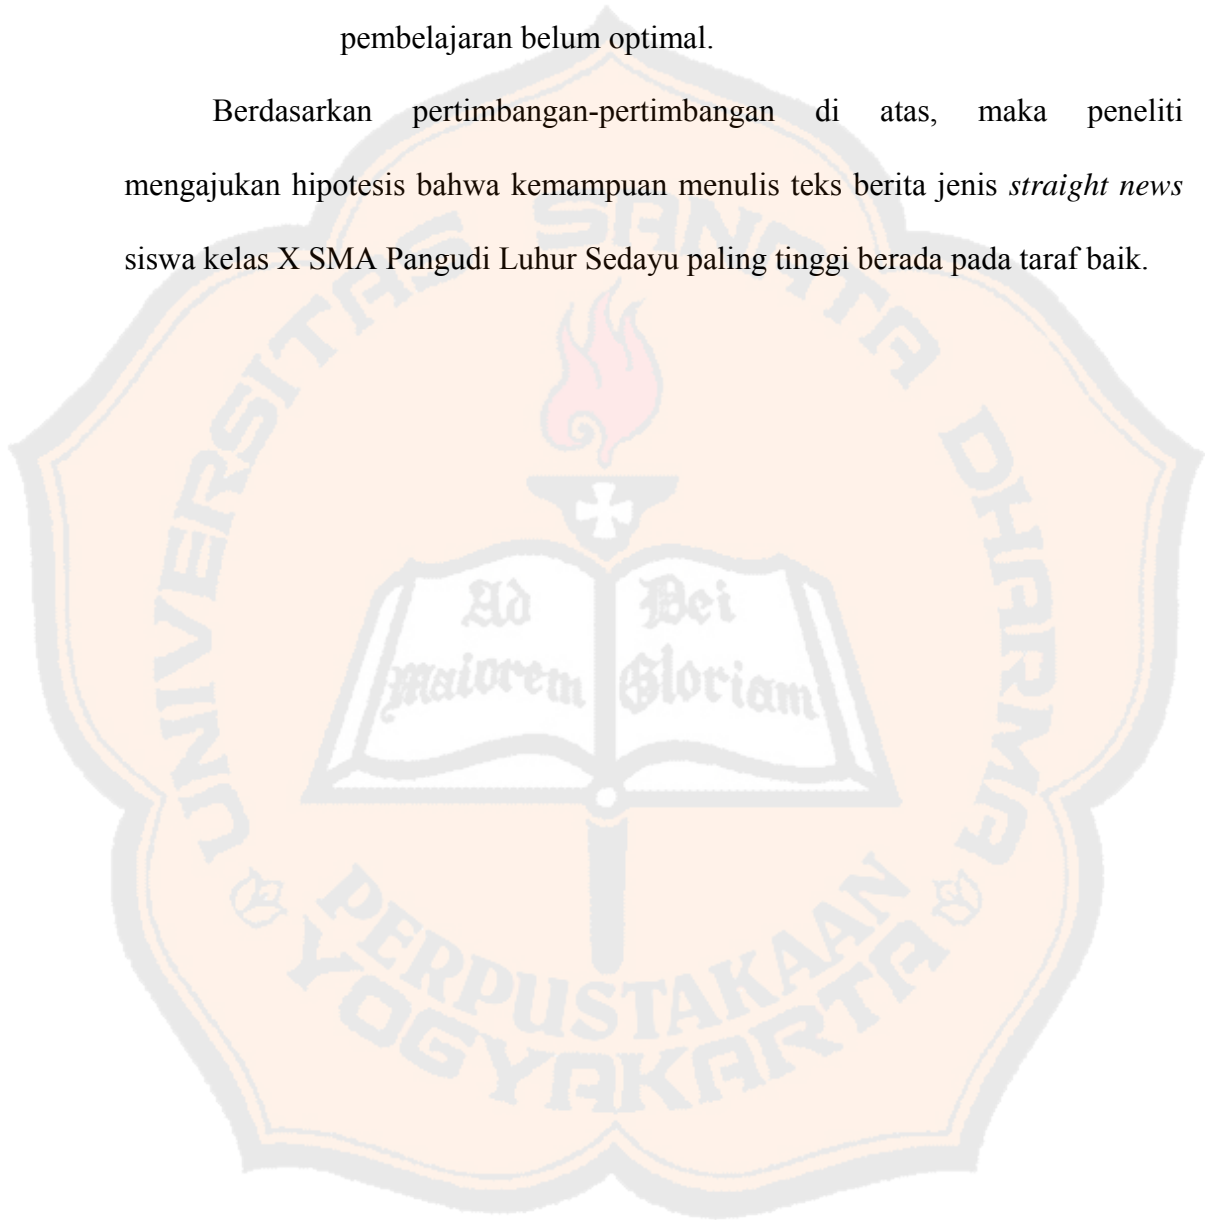 pembelajaran belum optimal.
Berdasarkan pertimbangan-pertimbangan di atas, maka peneliti
mengajukan hipotesis bahwa kemampuan menulis teks berita jenis straight news
siswa kelas X SMA Pangudi Luhur Sedayu paling tinggi berada pada taraf baik.
UNIVERSITAS SANATA DHARMA
Ad Maiorem
Dei Gloriam
PERPUSTAKAAN
YOGYAKARTA